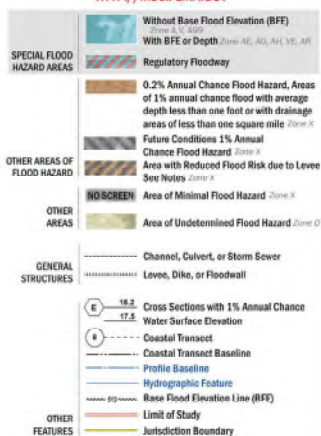 Without Base Flood Elevation (BFE)
Zone A,V, A99
With BFE or Depth Zone AE, AO, AH, VE, AR
SPECIAL FLOOD
HAZARD AREAS
Regulatory Floodway
0.2% Annual Chance Flood Hazard, Areas
of 1% annual chance flood with average
depth less than one foot or with drainage
areas of less than one square mile Zone X
Future Conditions 1% Annual
Chance Flood Hazard Zone X
OTHER AREAS OF
FLOOD HAZARD
Area with Reduced Flood Risk due to Levee
See Notes Zone X
NO SCREEN Area of Minimal Flood Hazard Zone X
OTHER
AREAS
Area of Undetermined Flood Hazard Zone D
Channel, Culvert, or Storm Sewer
GENERAL
STRUCTURES
Levee, Dike, or Floodwall
E 18.2 Cross Sections with 1% Annual Chance
17.5 Water Surface Elevation
8 Coastal Transect
Coastal Transect Baseline
Profile Baseline
Hydrographic Feature
513 Base Flood Elevation Line (BFE)
OTHER
FEATURES
Limit of Study
Jurisdiction Boundary